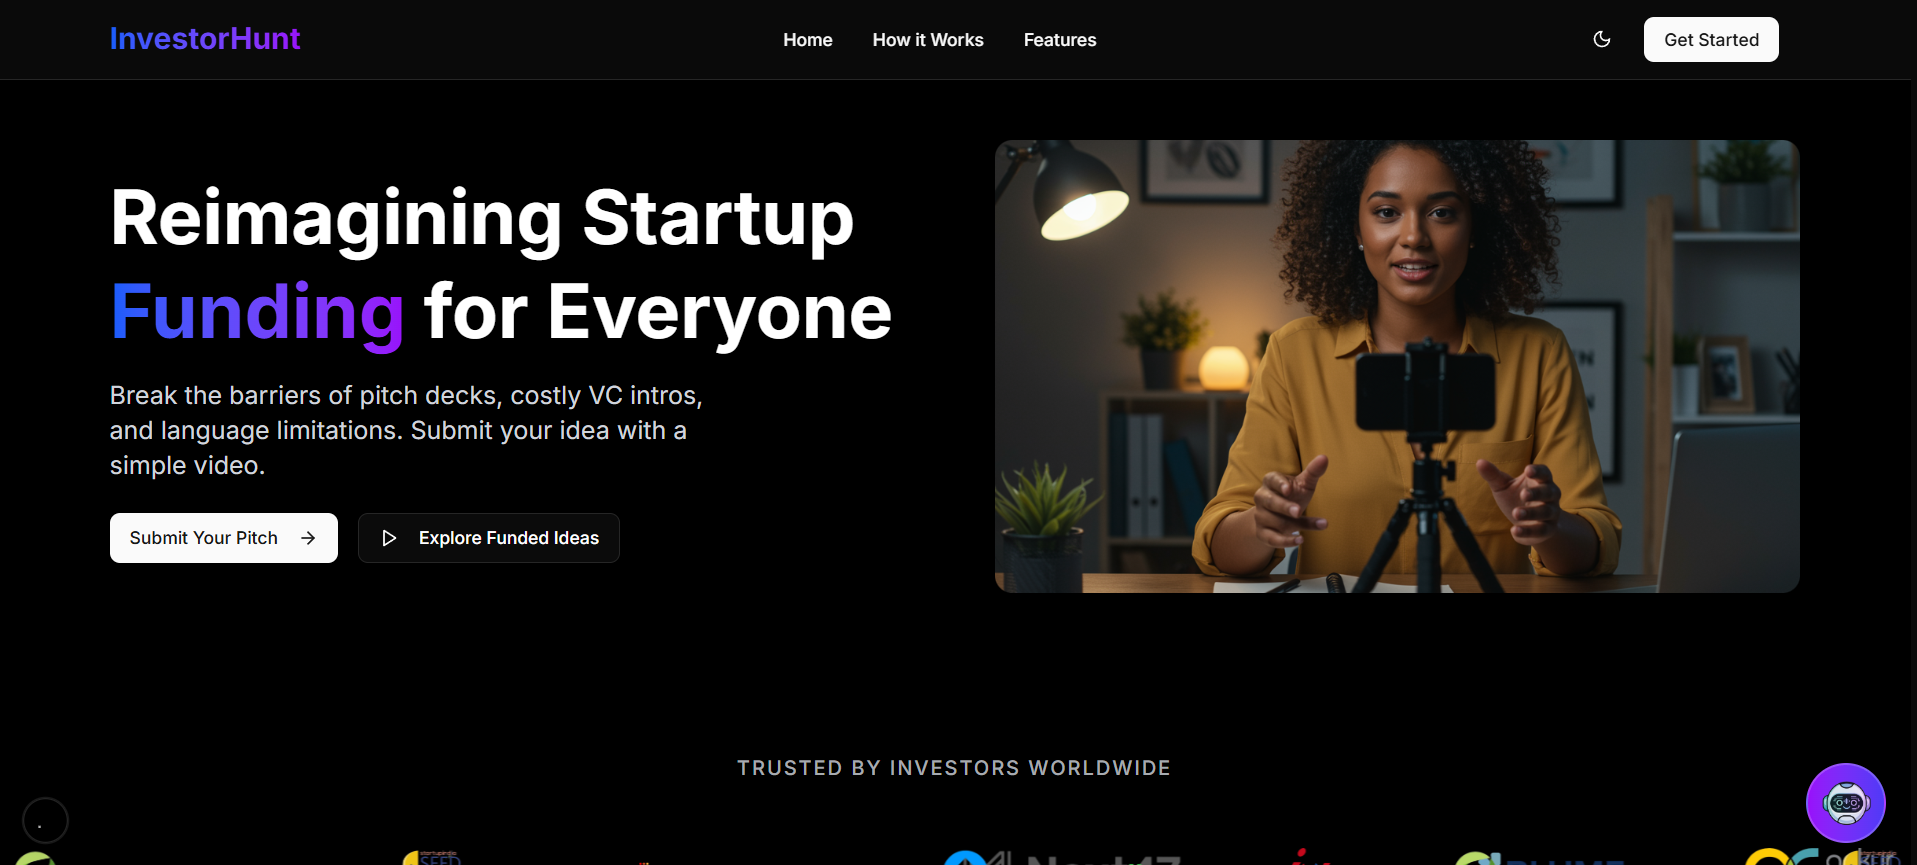 InvestorHunt
Home
How it Works
Features
Get Started
Reimagining Startup
Funding for Everyone
Break the barriers of pitch decks, costly VC intros,
and language limitations. Submit your idea with a
simple video.
Submit Your Pitch
Explore Funded Ideas
TRUSTED BY INVESTORS WORLDWIDE
SEED